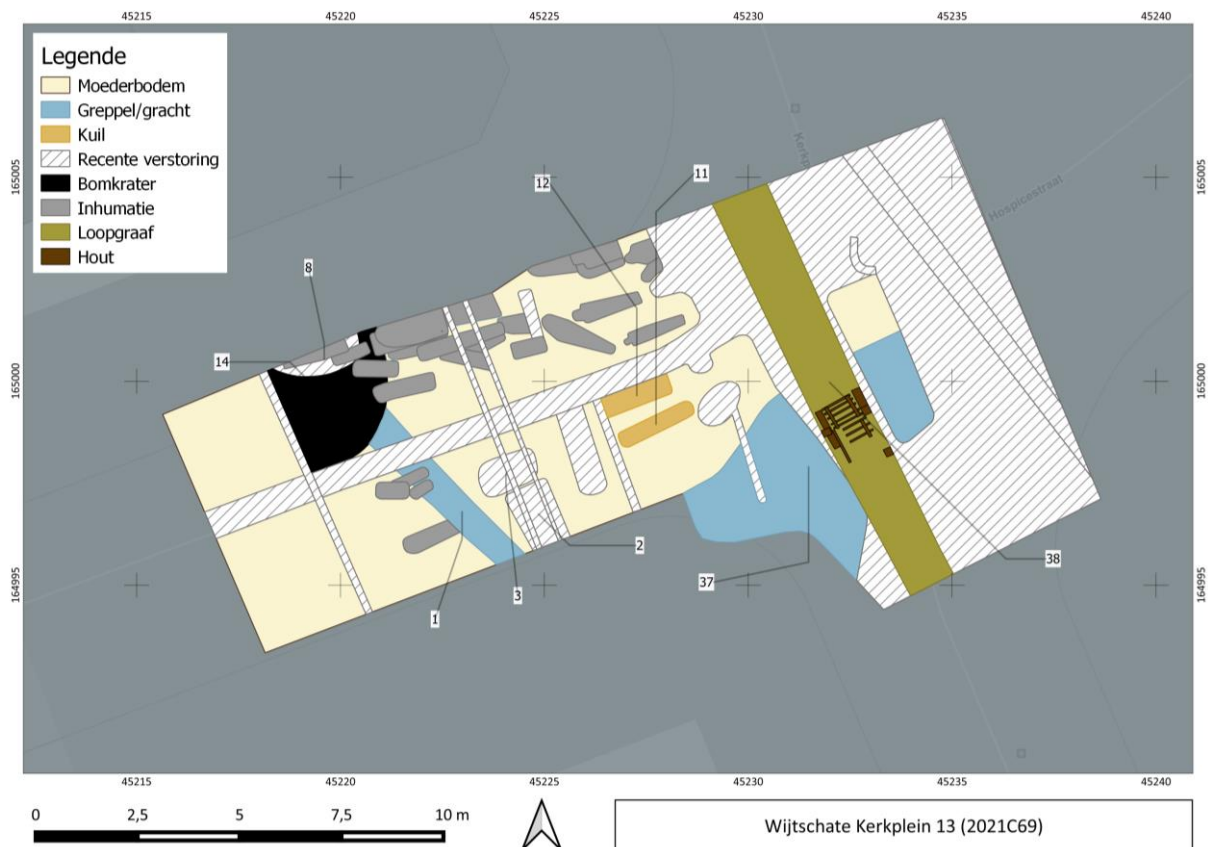 45215 45220 45225 45230 45235 45240
Legende
Moederbodem
Greppel/gracht
Kuil
Recente verstoring
Bomkrater
Inhumatie
Loopgraaf
Hout
Kerkp
165005
165005
12
11
Hospicestraat
8
14
165000
165000
2
38
37
3
1
164995
164995
45215 45220 45225 45230 45235 45240
0 2,5 5 7,5 10 m
Wijtschate Kerkplein 13 (2021C69)